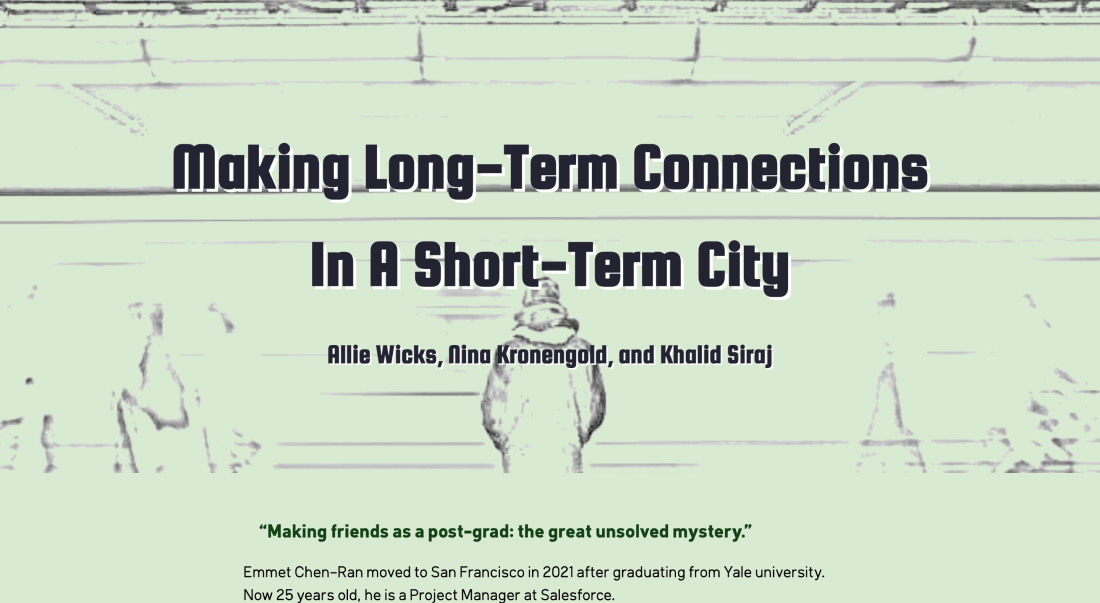 Making Long-Term Connections
In A Short-Term City
Allie Wicks, Nina Kronengold, and Khalid Siraj
“Making friends as a post-grad: the great unsolved mystery.”
Emmet Chen-Ran moved to San Francisco in 2021 after graduating from Yale university.
Now 25 years old, he is a Project Manager at Salesforce.